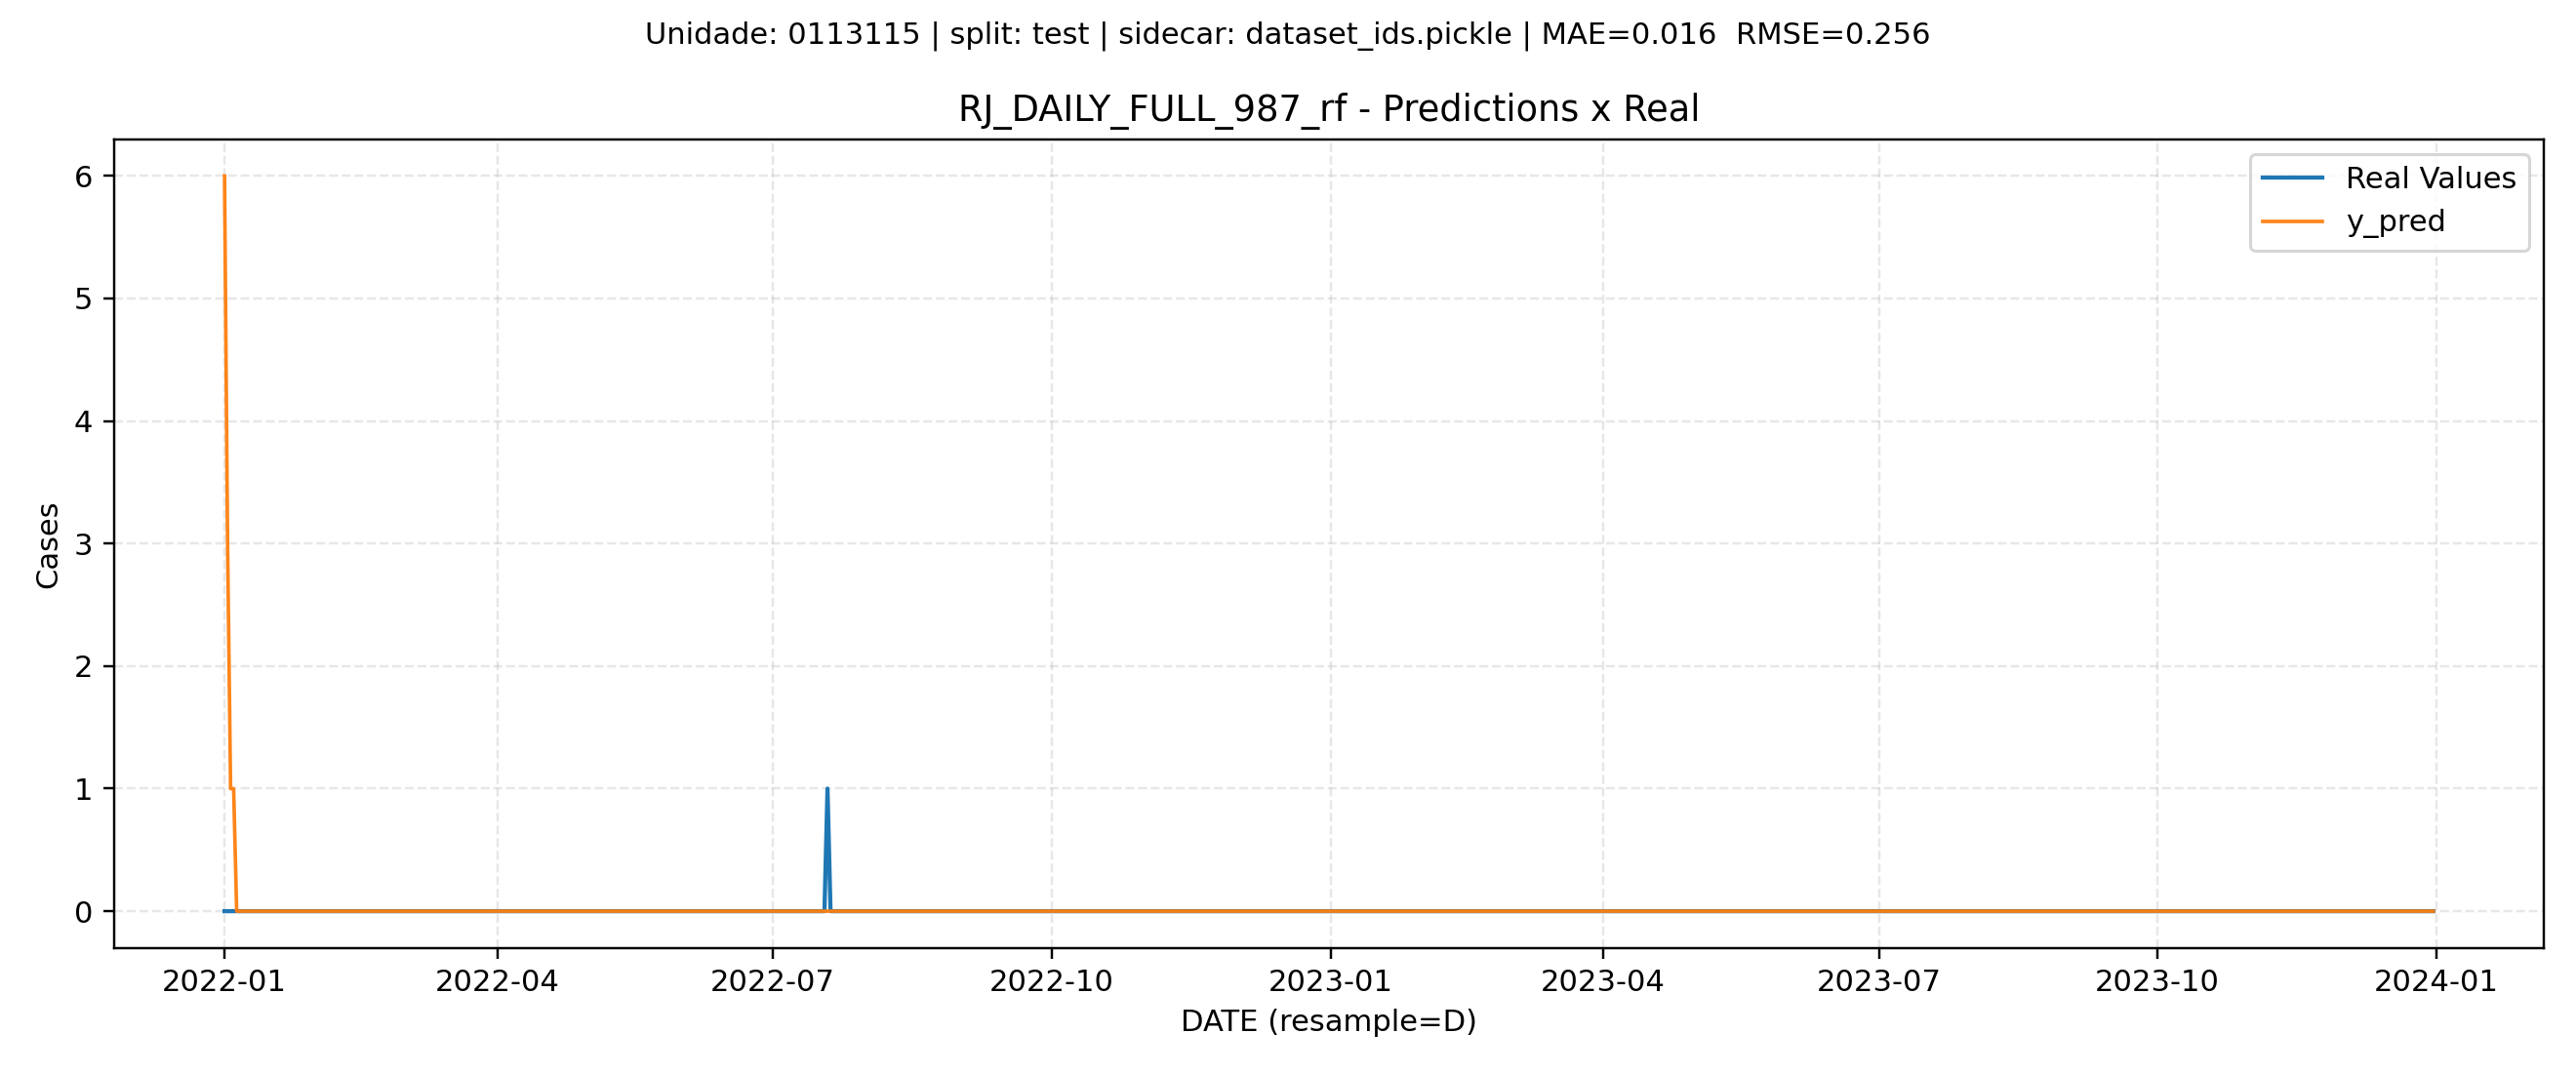 Unidade: 0113115 | split: test | sidecar: dataset_ids.pickle | MAE=0.016  RMSE=0.256
RJ_DAILY_FULL_987_rf - Predictions x Real
Real Values
y_pred
Cases
6
5
4
3
2
1
0
2022-01 2022-04 2022-07 2022-10 2023-01 2023-04 2023-07 2023-10 2024-01
DATE (resample=D)